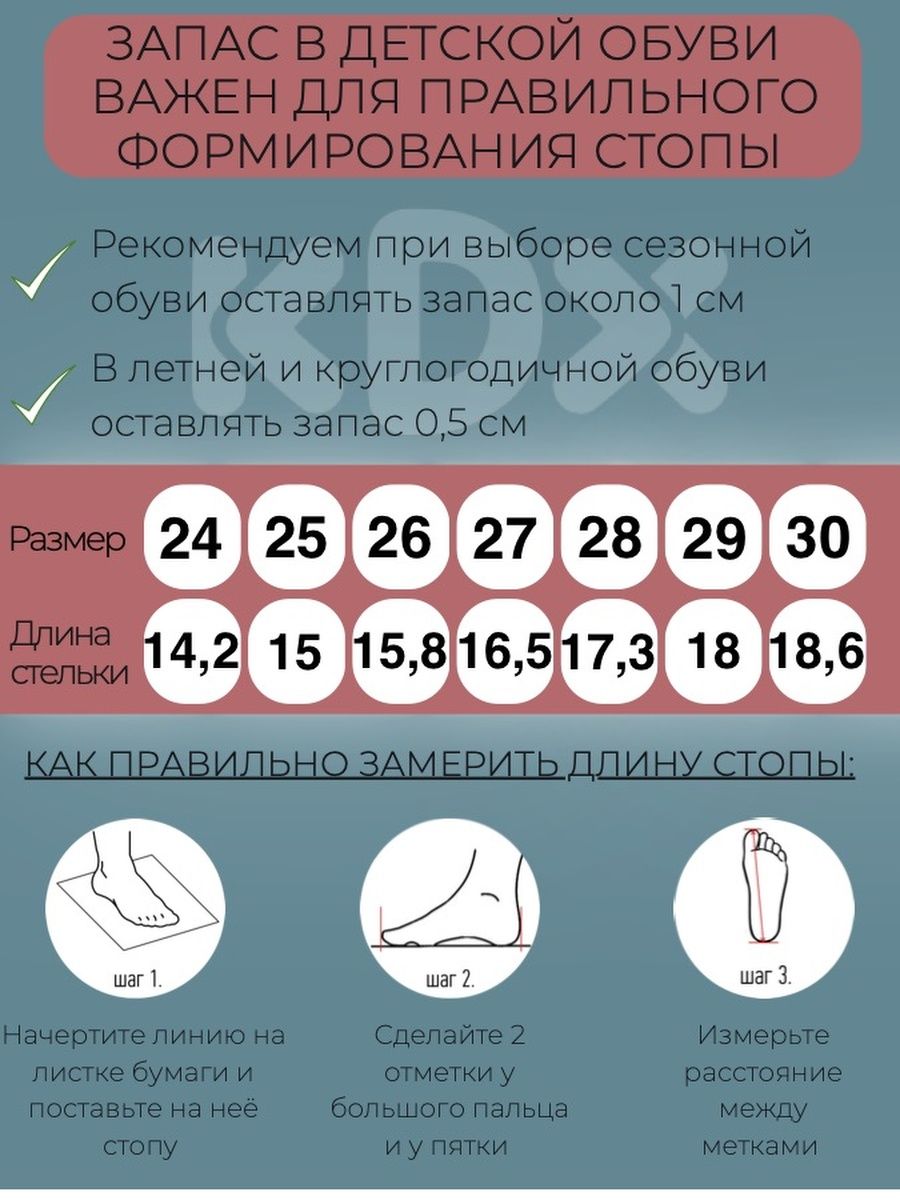 ЗАПАС В ДЕТСКОЙ ОБУВИ
ВАЖЕН ДЛЯ ПРАВИЛЬНОГО
ФОРМИРОВАНИЯ СТОПЫ
KDX
Рекомендуем при выборе сезонной
обуви оставлять запас около 1 см
В летней и круглогодичной обуви
оставлять запас 0,5 см
Размер 24 25 26 27 28 29 30
Длина
стельки 14,2 15 15,8 16,5 17,3 18 18,6
КАК ПРАВИЛЬНО ЗАМЕРИТЬ ДЛИНУ СТОПЫ:
шаг 1.
Начертите линию на
листке бумаги и
поставьте на неё
стопу
шаг 2.
Сделайте 2
отметки у
большого пальца
и у пятки
шаг 3.
Измерьте
расстояние
между
метками